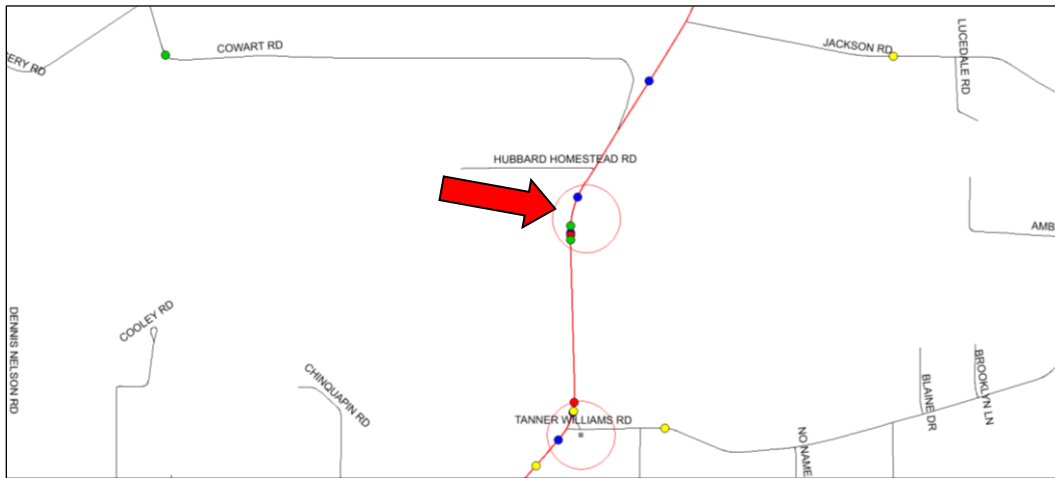 COWART RD
JACKSON RD
LUCEDALE RD
ERY RD
HUBBARD HOMESTEAD RD
AMB
COOLEY RD
DENNIS NELSON RD
CHINQUAPIN RD
TANNER WILLIAMS RD
NO NAME
BLAINE DR
BROOKLYN LN